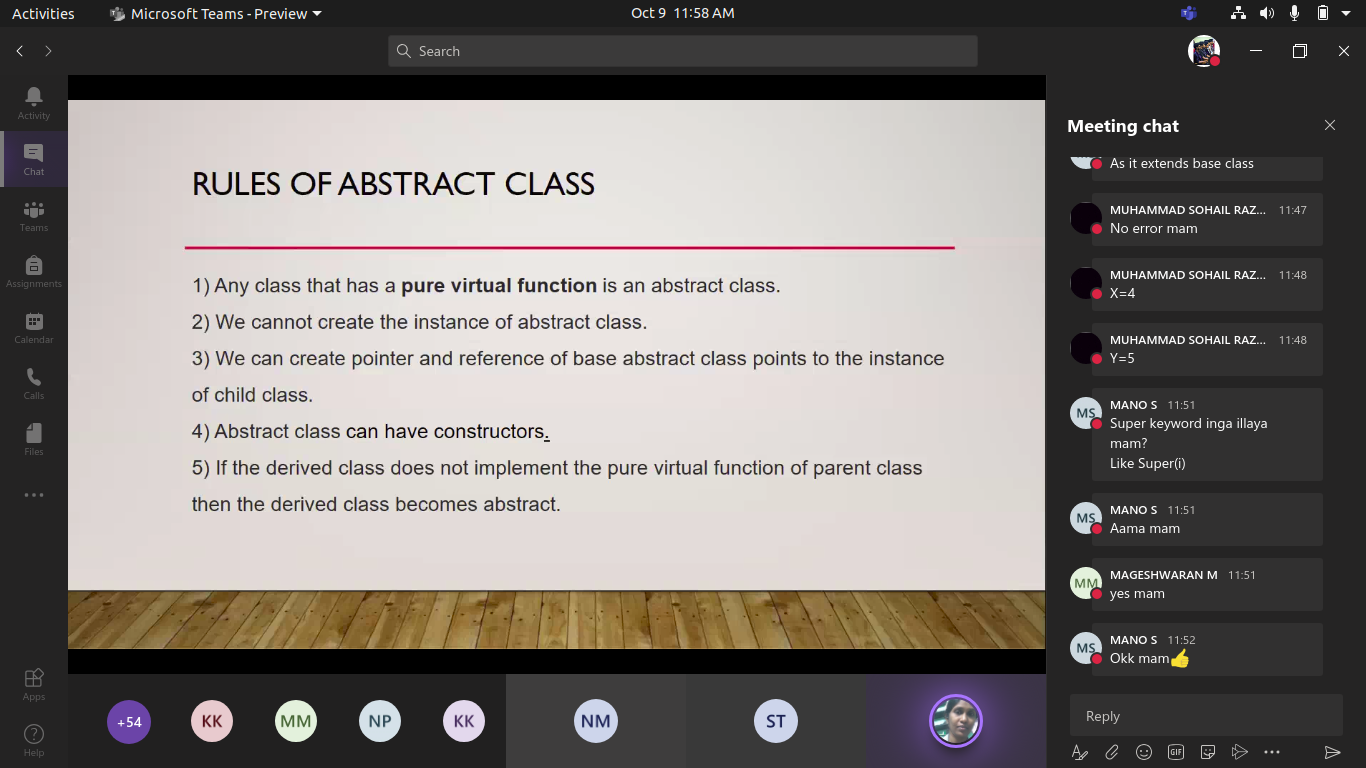 Activities
Microsoft Teams - Preview
Oct 9 11:58 AM
Search
Activity
Chat
Teams
Assignments
Calendar
Calls
Files
Apps
Help
RULES OF ABSTRACT CLASS
1) Any class that has a pure virtual function is an abstract class.
2) We cannot create the instance of abstract class.
3) We can create pointer and reference of base abstract class points to the instance
of child class.
4) Abstract class can have constructors.
5) If the derived class does not implement the pure virtual function of parent class
then the derived class becomes abstract.
+54
KK
MM
NP
KK
NM
ST
Meeting chat
As it extends base class
MUHAMMAD SOHAIL RAZ... 11:47
No error mam
MUHAMMAD SOHAIL RAZ... 11:48
X=4
MUHAMMAD SOHAIL RAZ... 11:48
Y=5
MS
MANO S 11:51
Super keyword inga illaya
mam?
Like Super(i)
MS
MANO S 11:51
Aama mam
MM
MAGESHWARAN M 11:51
yes mam
MS
MANO S 11:52
Okk mam👍
Reply
GIF